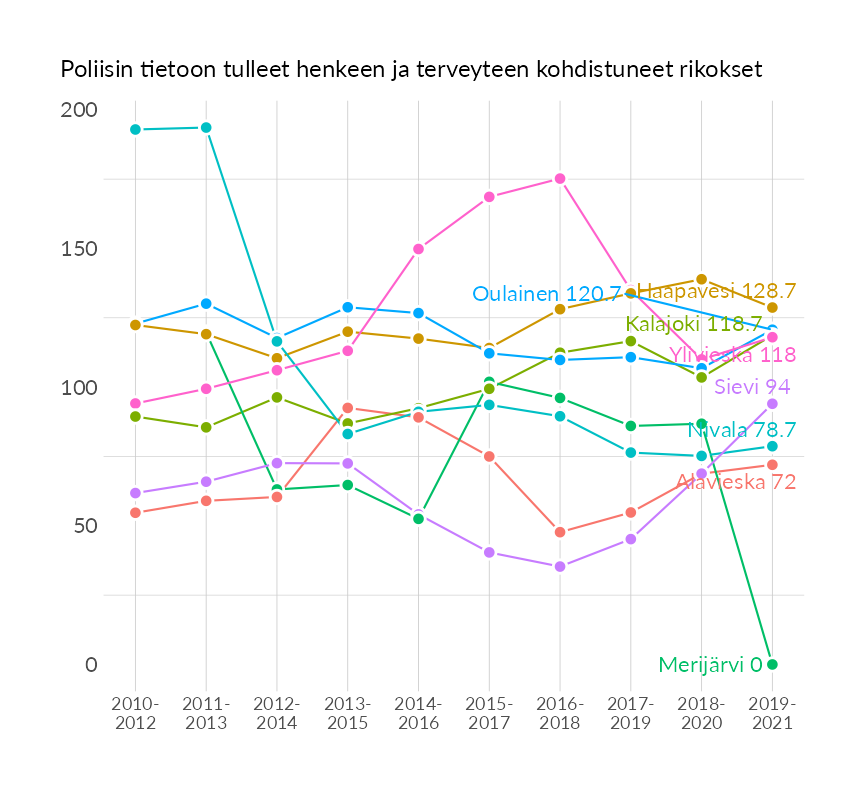 Poliisin tietoon tulleet henkeen ja terveyteen kohdistuneet rikokset
200
150
100
50
0
Oulainen 120.7
Haapavesi 128.7
Kalajoki 118.7
Ylivieska 118
Sievi 94
Nivala 78.7
Alavieska 72
Merijärvi 0
2010-
2012
2011-
2013
2012-
2014
2013-
2015
2014-
2016
2015-
2017
2016-
2018
2017-
2019
2018-
2020
2019-
2021